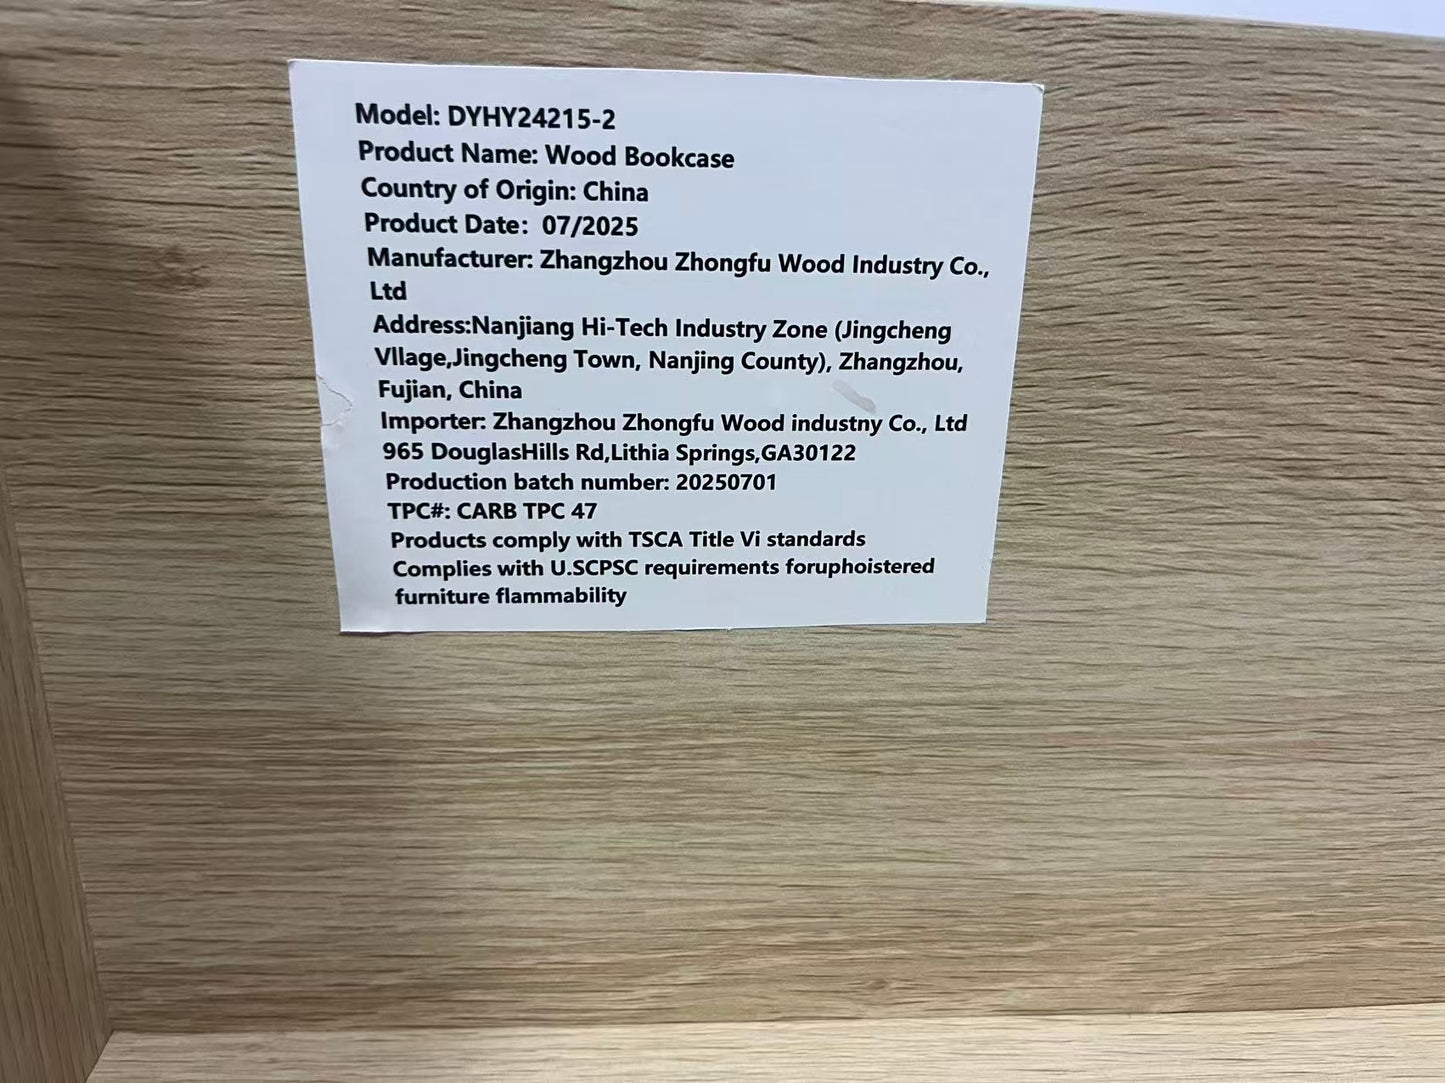 Model: DYHY24215-2
Product Name: Wood Bookcase
Country of Origin: China
Product Date: 07/2025
Manufacturer: Zhangzhou Zhongfu Wood Industry Co.,
Ltd
Address:Nanjiang Hi-Tech Industry Zone (Jingcheng
Vllage,Jingcheng Town, Nanjing County), Zhangzhou,
Fujian, China
Importer: Zhangzhou Zhongfu Wood industny Co., Ltd
965 DouglasHills Rd,Lithia Springs,GA30122
Production batch number: 20250701
TPC#: CARB TPC 47
Products comply with TSCA Title Vi standards
Complies with U.SCPSC requirements foruphoistered
furniture flammability